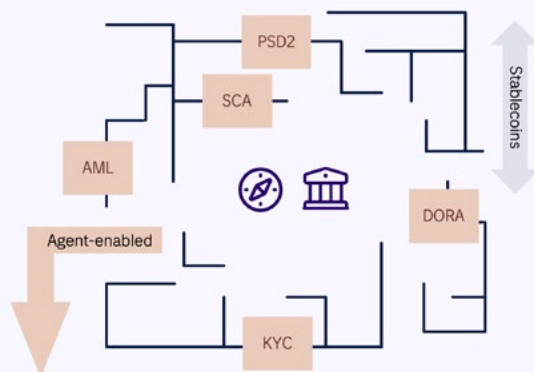 PSD2
SCA
Stablecoins
AML
DORA
Agent-enabled
KYC